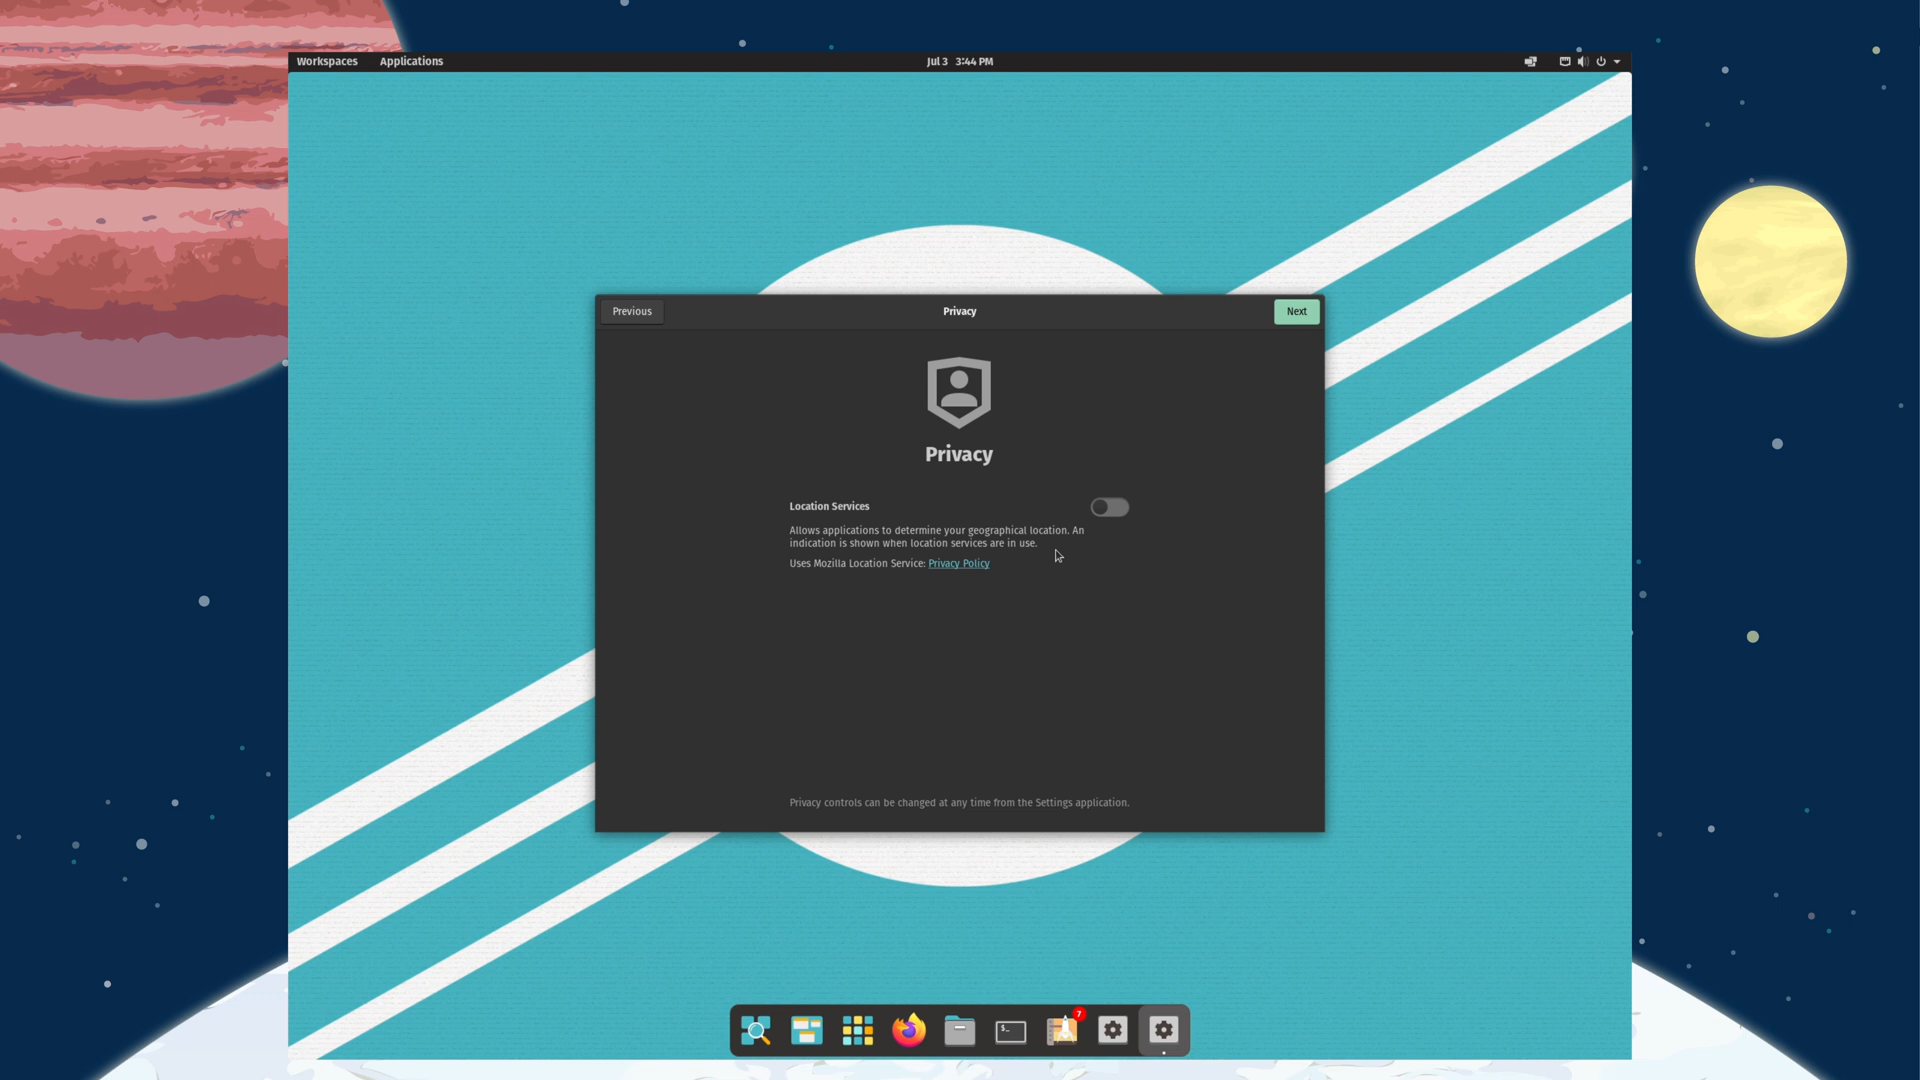 Workspaces Applications Jul 3 3:44 PM
Previous Privacy Next
Privacy
Location Services
Allows applications to determine your geographical location. An
indication is shown when location services are in use.
Uses Mozilla Location Service: Privacy Policy
Privacy controls can be changed at any time from the Settings application.
$_
7